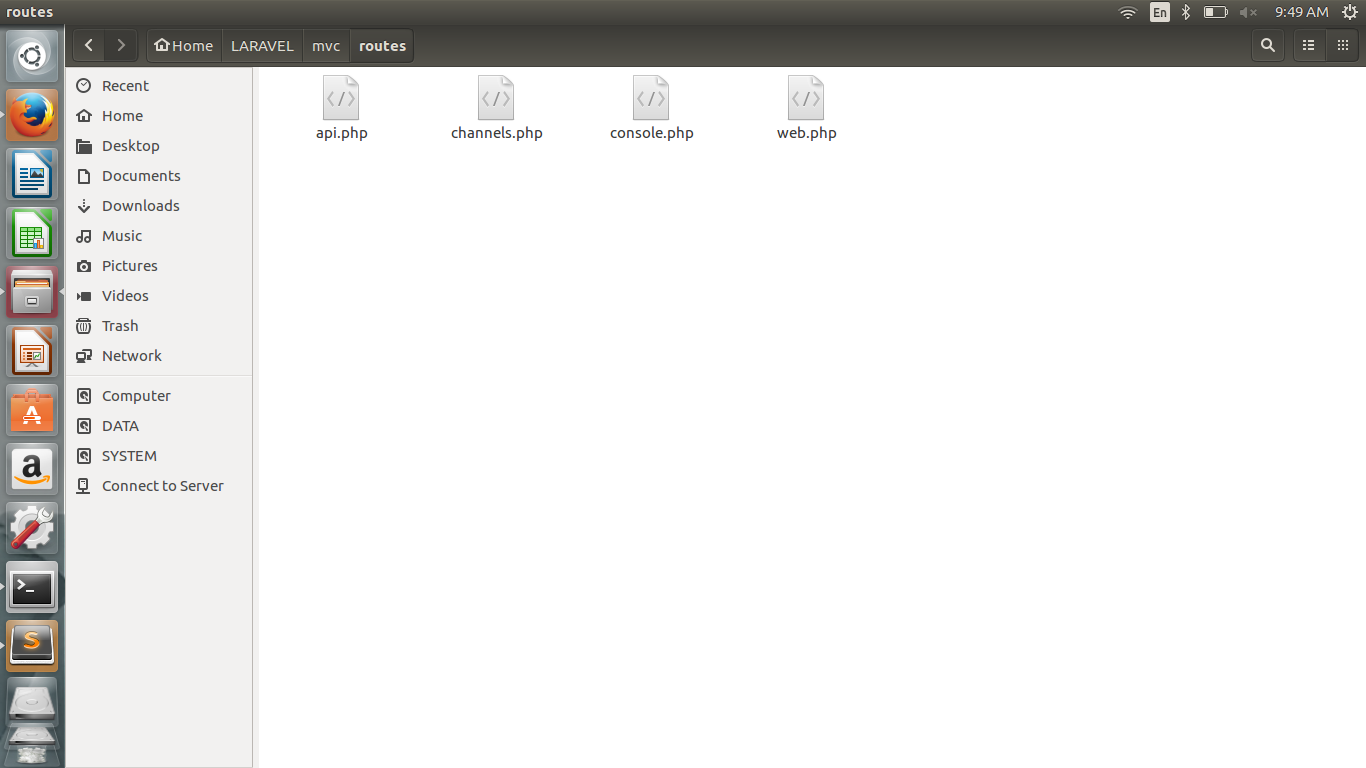 routes
En
9:49 AM
Home
LARAVEL
mvc
routes
Recent
Home
Desktop
Documents
Downloads
Music
Pictures
Videos
Trash
Network
Computer
DATA
SYSTEM
Connect to Server
api.php
channels.php
console.php
web.php